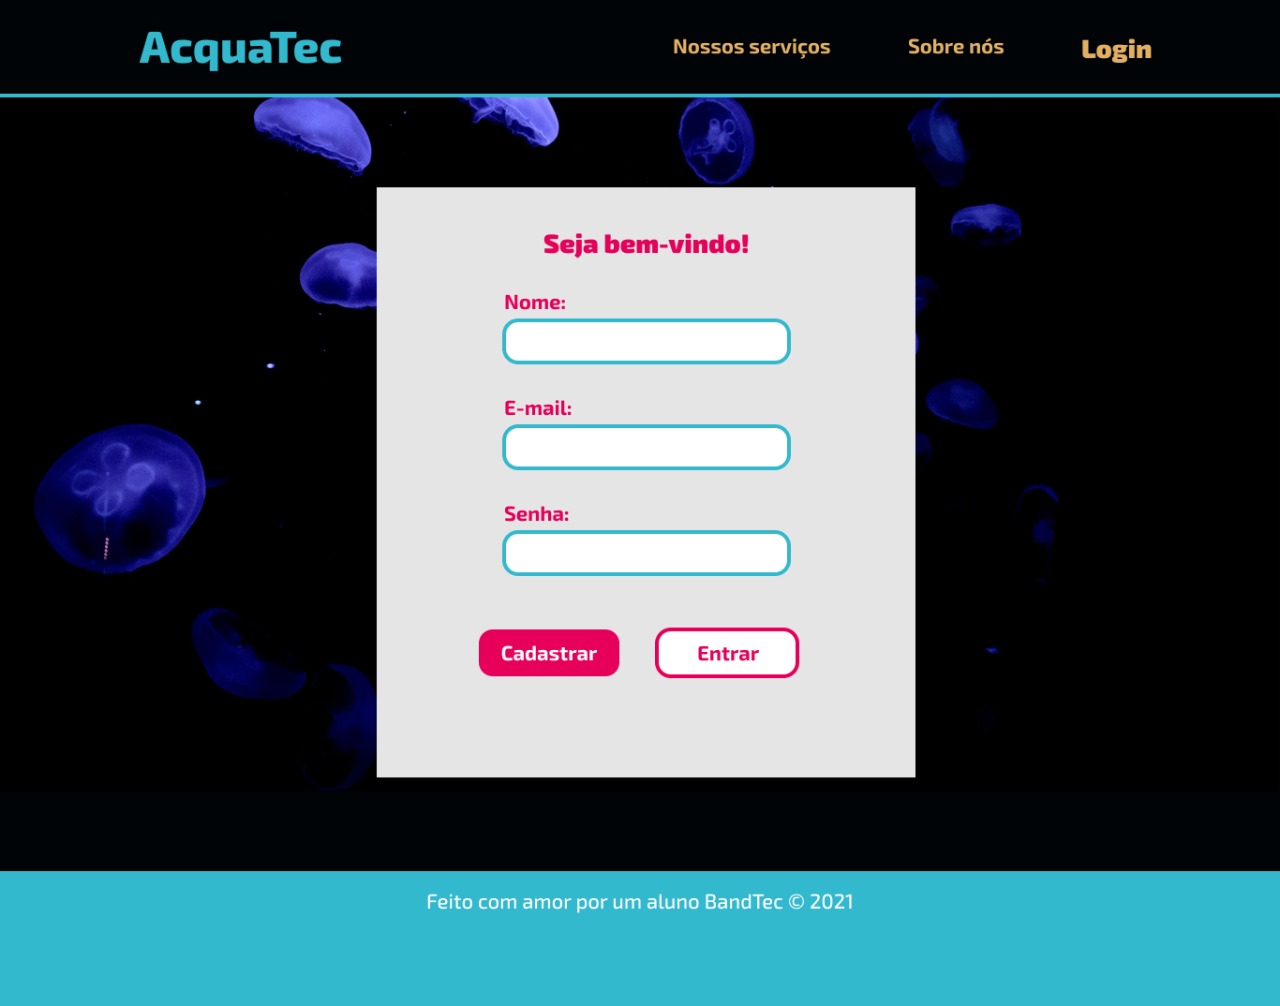 AcquaTec
Nossos serviços
Sobre nós
Login
Seja bem-vindo!
Nome:
E-mail:
Senha:
Cadastrar
Entrar
Feito com amor por um aluno BandTec © 2021